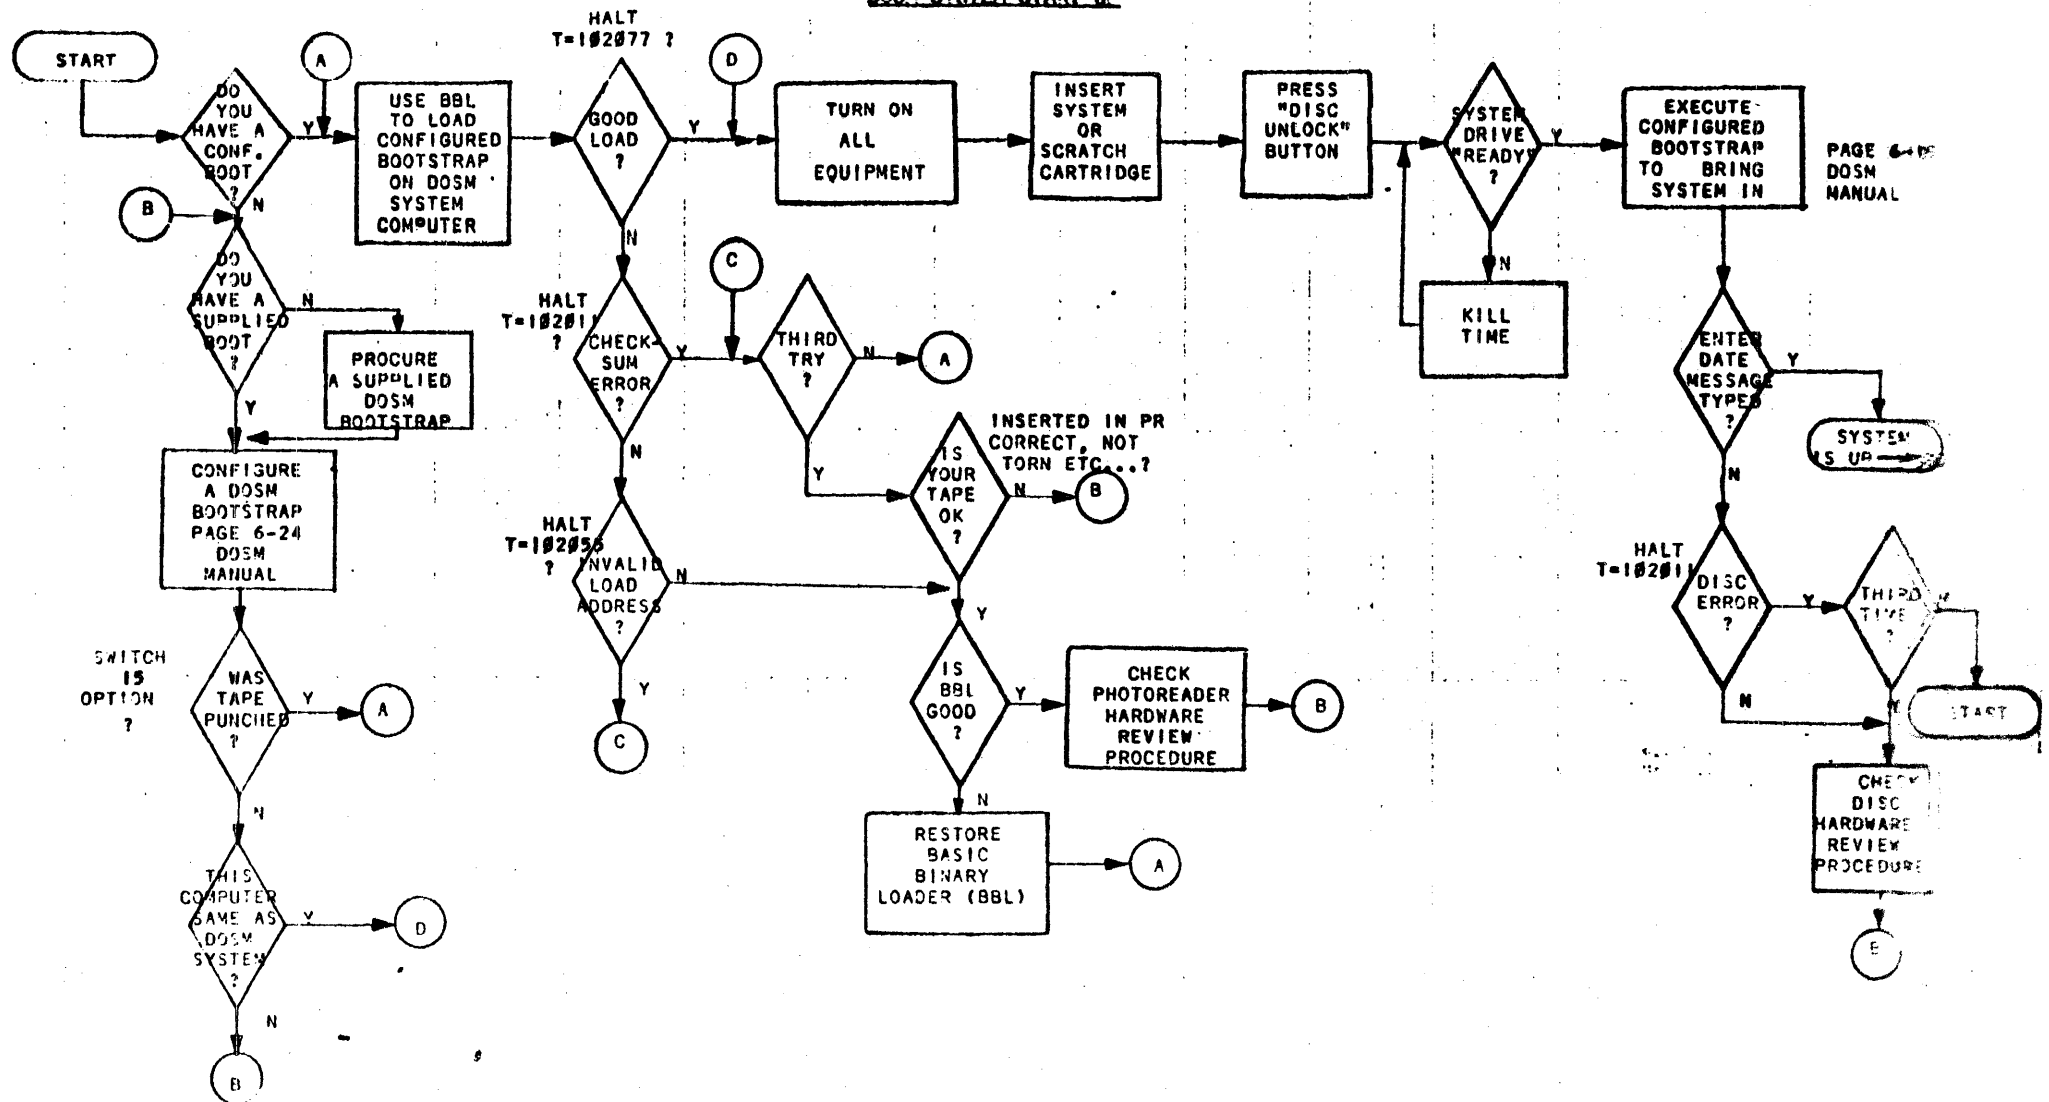 START
DO
YOU
HAVE A
CONF.
BOOT
?
Y
N
A
B
USE BBL
TO LOAD
CONFIGURED
BOOTSTRAP
ON DOSM
SYSTEM
COMPUTER
HALT
T=102077 ?
GOOD
LOAD
?
Y
N
D
TURN ON
ALL
EQUIPMENT
INSERT
SYSTEM
OR
SCRATCH
CARTRIDGE
PRESS
"DISC
UNLOCK"
BUTTON
SYSTEM
DRIVE
"READY"
?
Y
N
KILL
TIME
EXECUTE
CONFIGURED
BOOTSTRAP
TO BRING
SYSTEM IN
PAGE
DOSM
MANUAL
DO
YOU
HAVE A
SUPPLIED
BOOT
?
N
Y
PROCURE
A SUPPLIED
DOSM
BOOTSTRAP
CONFIGURE
A DOSM
BOOTSTRAP
PAGE 6-24
DOSM
MANUAL
SWITCH
15
OPTION
?
WAS
TAPE
PUNCHED
?
Y
A
N
THIS
COMPUTER
SAME AS
DOSM
SYSTEM
?
Y
D
N
B
HALT
T=102011
?
CHECK-
SUM
ERROR
?
Y
N
C
THIRD
TRY
?
N
A
Y
HALT
T=102055
?
INVALID
LOAD
ADDRESS
?
N
Y
C
INSERTED IN PR
CORRECT, NOT
TORN ETC...?
IS
YOUR
TAPE
OK
?
N
B
Y
IS
BBL
GOOD
?
Y
N
CHECK
PHOTOREADER
HARDWARE
REVIEW
PROCEDURE
B
RESTORE
BASIC
BINARY
LOADER (BBL)
A
ENTER
DATE
MESSAGE
TYPES
?
Y
N
SYSTEM
IS UP
HALT
T=102011
DISC
ERROR
?
Y
N
THIRD
TIME
?
N
Y
START
CHECK
DISC
HARDWARE
REVIEW
PROCEDURE
E